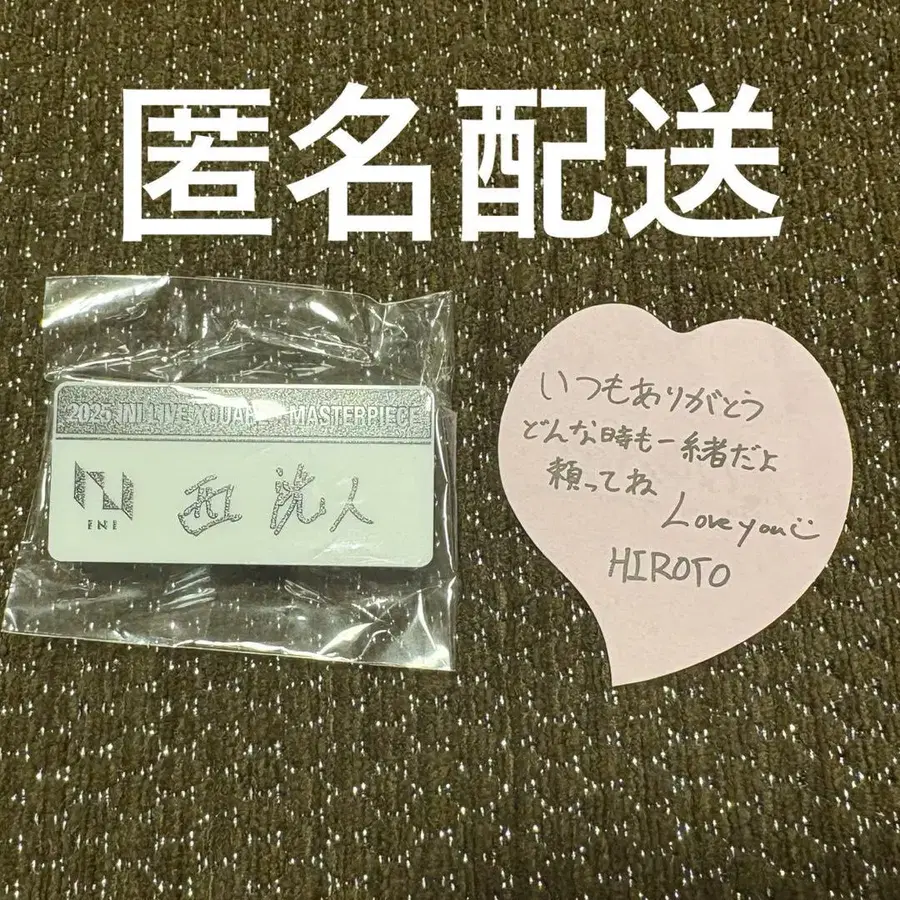 匿名配送
2025 INI LIVE XQUARE - MASTERPIECE
INI
西 洸人
いつもありがとう
どんな時も一緒だよ
頼ってね
Love you
HIROTO